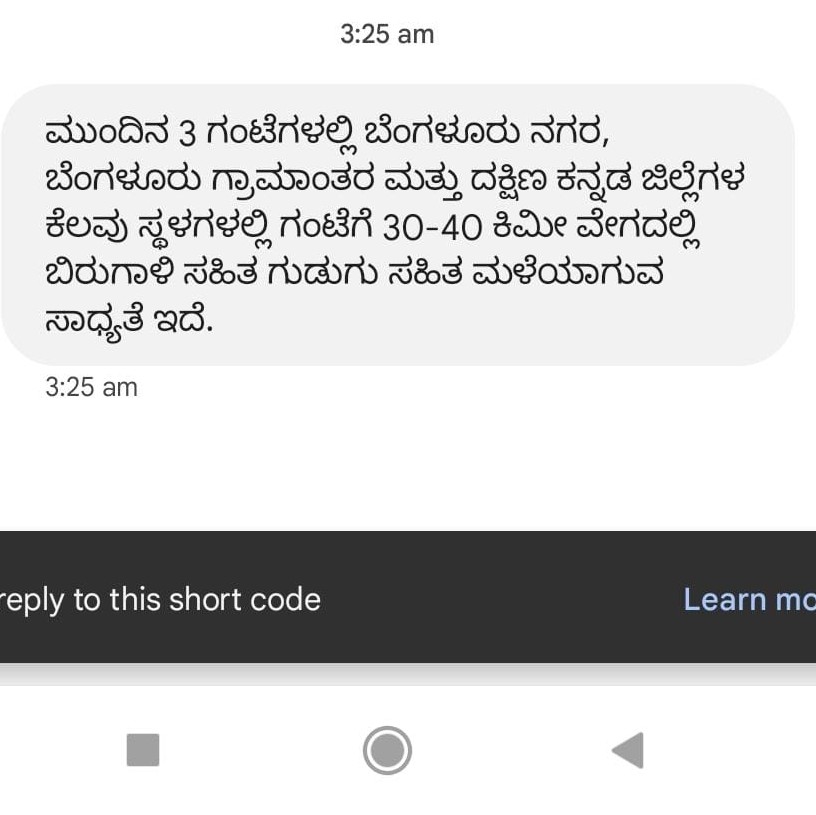 3:25 am
ಮುಂದಿನ 3 ಗಂಟೆಗಳಲ್ಲಿ ಬೆಂಗಳೂರು ನಗರ,
ಬೆಂಗಳೂರು ಗ್ರಾಮಾಂತರ ಮತ್ತು ದಕ್ಷಿಣ ಕನ್ನಡ ಜಿಲ್ಲೆಗಳ
ಕೆಲವು ಸ್ಥಳಗಳಲ್ಲಿ ಗಂಟೆಗೆ 30-40 ಕಿಮೀ ವೇಗದಲ್ಲಿ
ಬಿರುಗಾಳಿ ಸಹಿತ ಗುಡುಗು ಸಹಿತ ಮಳೆಯಾಗುವ
ಸಾಧ್ಯತೆ ಇದೆ.
3:25 am
reply to this short code Learn mo